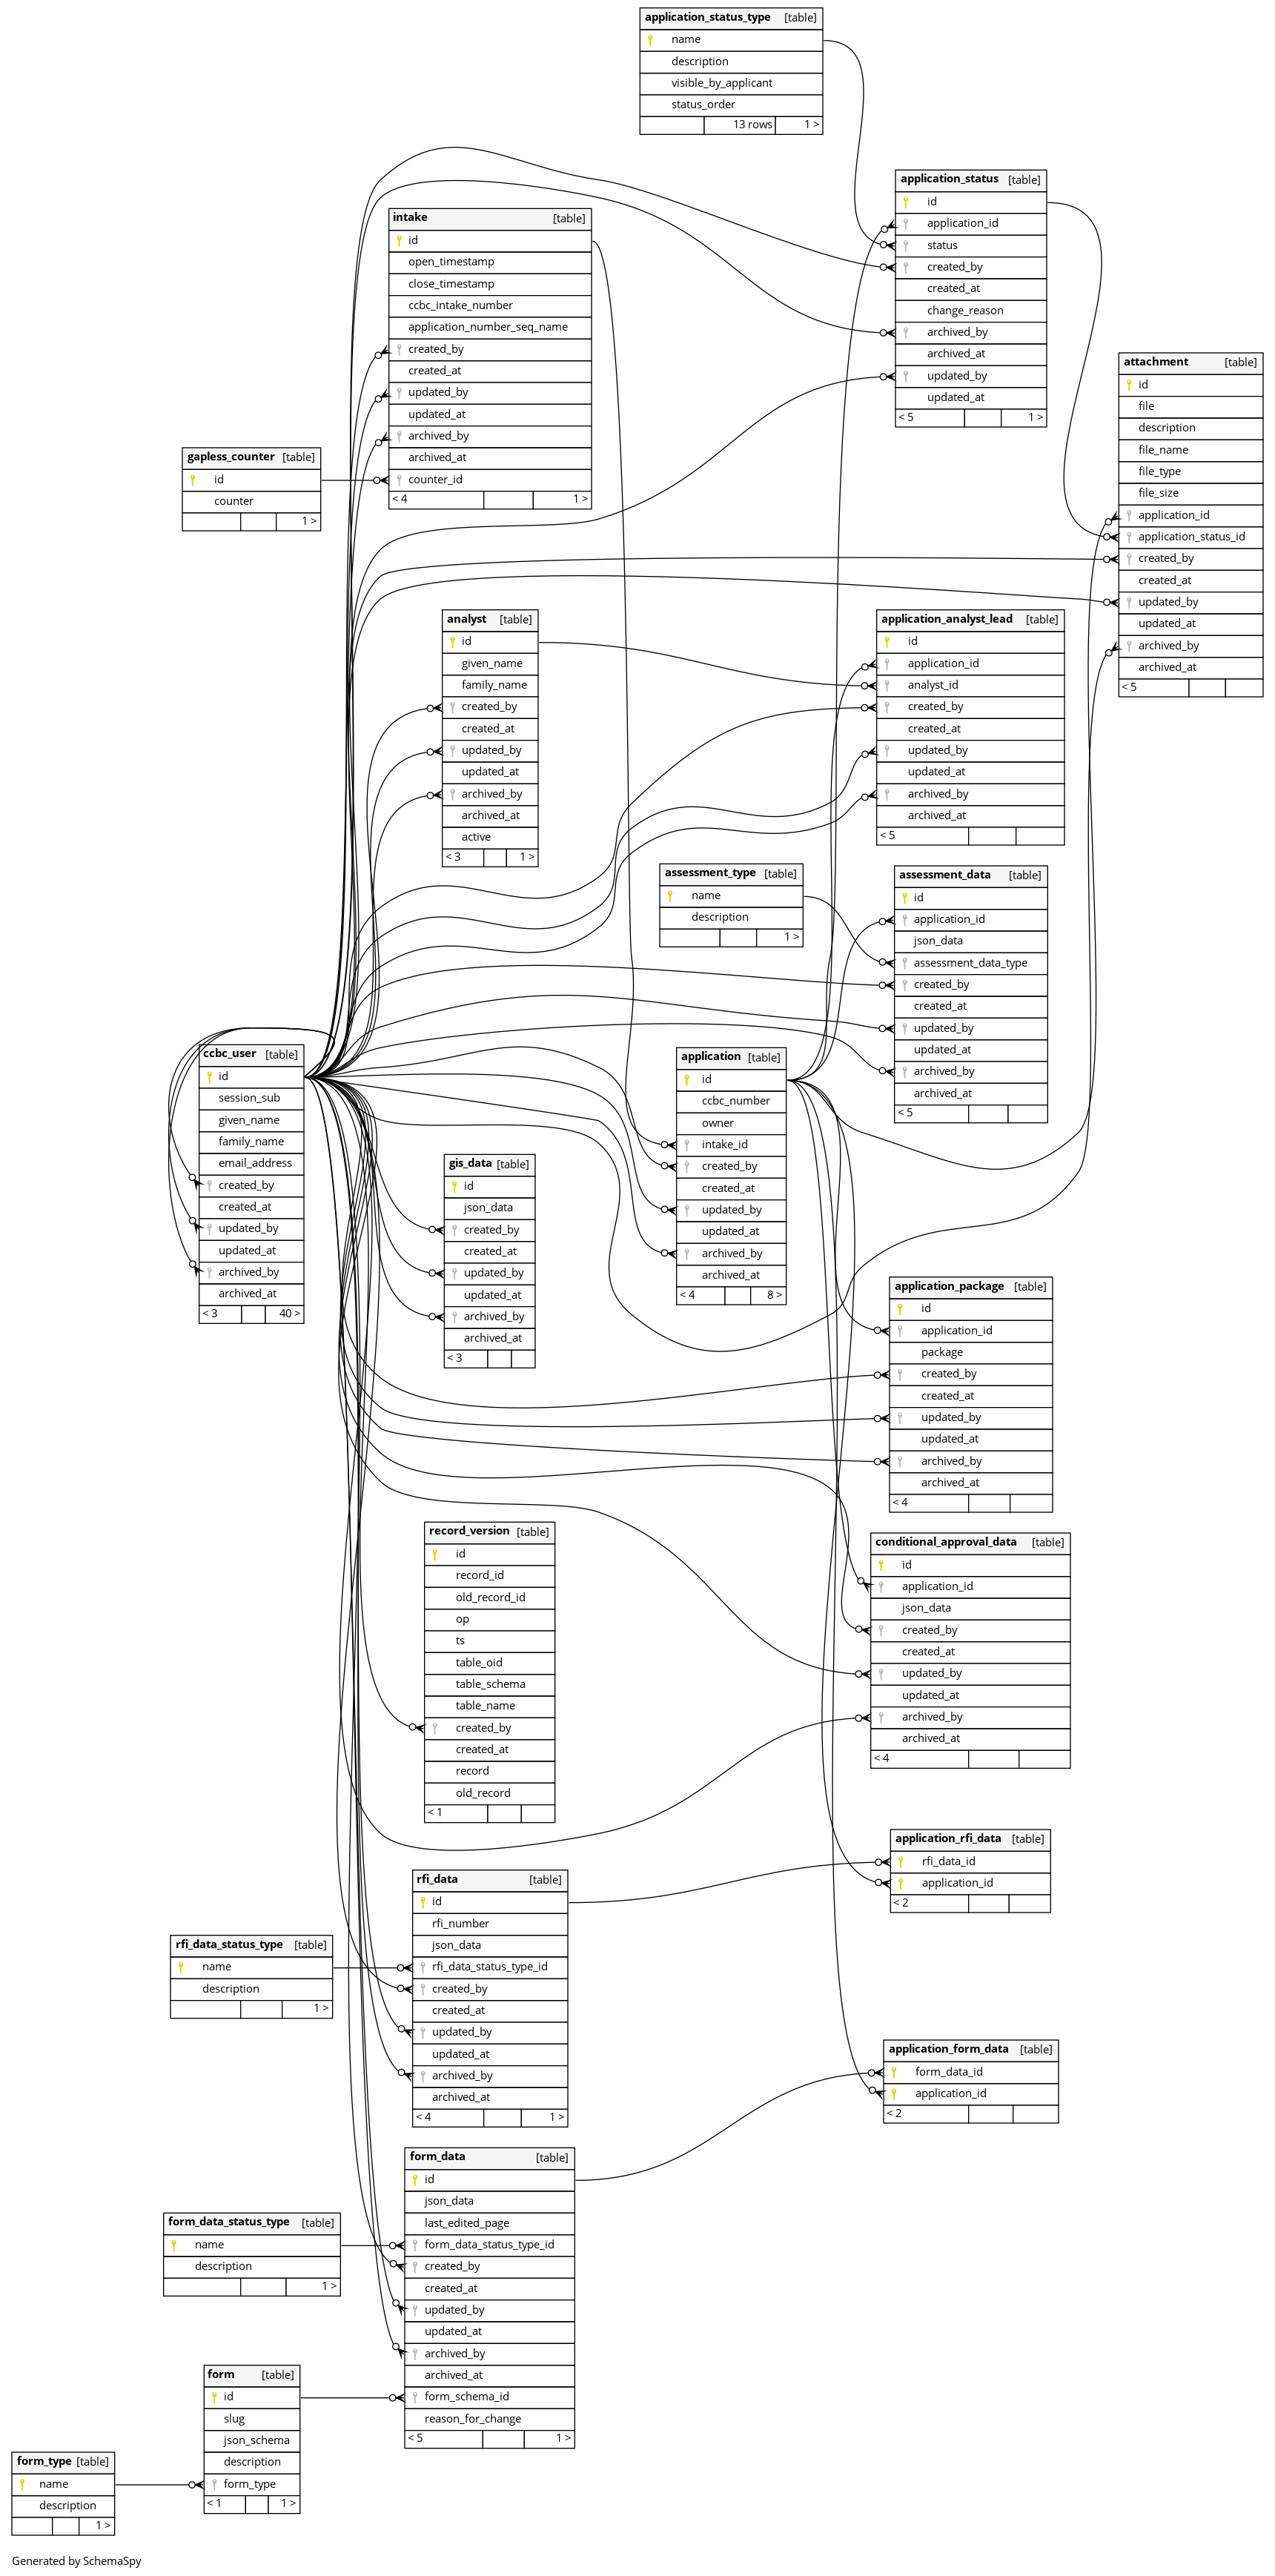 application_status_type [table]
name
description
visible_by_applicant
status_order
13 rows 1 >
application_status [table]
id
application_id
status
created_by
created_at
change_reason
archived_by
archived_at
updated_by
updated_at
< 5 1 >
intake [table]
id
open_timestamp
close_timestamp
ccbc_intake_number
application_number_seq_name
created_by
created_at
updated_by
updated_at
archived_by
archived_at
counter_id
< 4 1 >
attachment [table]
id
file
description
file_name
file_type
file_size
application_id
application_status_id
created_by
created_at
updated_by
updated_at
archived_by
archived_at
< 5
gapless_counter [table]
id
counter
1 >
analyst [table]
id
given_name
family_name
created_by
created_at
updated_by
updated_at
archived_by
archived_at
active
< 3 1 >
application_analyst_lead [table]
id
application_id
analyst_id
created_by
created_at
updated_by
updated_at
archived_by
archived_at
< 5
assessment_type [table]
name
description
1 >
assessment_data [table]
id
application_id
json_data
assessment_data_type
created_by
created_at
updated_by
updated_at
archived_by
archived_at
< 5
ccbc_user [table]
id
session_sub
given_name
family_name
email_address
created_by
created_at
updated_by
updated_at
archived_by
archived_at
< 3 40 >
application [table]
id
ccbc_number
owner
intake_id
created_by
created_at
updated_by
updated_at
archived_by
archived_at
< 4 8 >
gis_data [table]
id
json_data
created_by
created_at
updated_by
updated_at
archived_by
archived_at
< 3
application_package [table]
id
application_id
package
created_by
created_at
updated_by
updated_at
archived_by
archived_at
< 4
record_version [table]
id
record_id
old_record_id
op
ts
table_oid
table_schema
table_name
created_by
created_at
record
old_record
< 1
conditional_approval_data [table]
id
application_id
json_data
created_by
created_at
updated_by
updated_at
archived_by
archived_at
< 4
application_rfi_data [table]
rfi_data_id
application_id
< 2
rfi_data [table]
id
rfi_number
json_data
rfi_data_status_type_id
created_by
created_at
updated_by
updated_at
archived_by
archived_at
< 4 1 >
rfi_data_status_type [table]
name
description
1 >
application_form_data [table]
form_data_id
application_id
< 2
form_data [table]
id
json_data
last_edited_page
form_data_status_type_id
created_by
created_at
updated_by
updated_at
archived_by
archived_at
form_schema_id
reason_for_change
< 5 1 >
form_data_status_type [table]
name
description
1 >
form [table]
id
slug
json_schema
description
form_type
< 1 1 >
form_type [table]
name
description
1 >
Generated by SchemaSpy